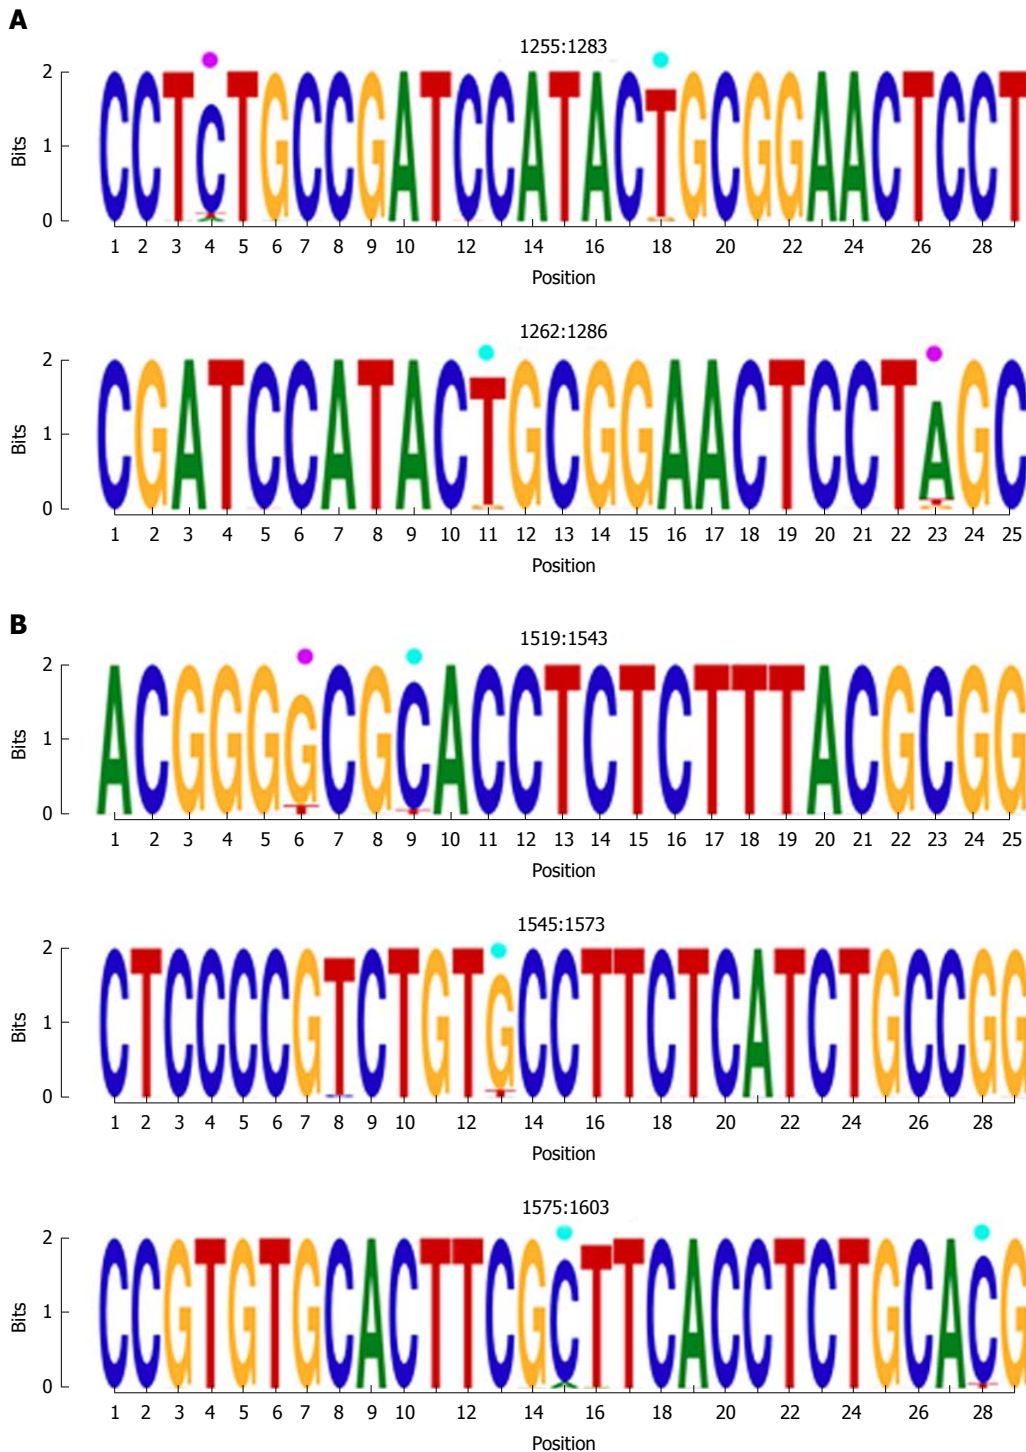 A
1255:1283
2
1
0
Bits
CCTCTGCCGATCCATACTGCGGAACTCCT
1 2 3 4 5 6 7 8 9 10 12 14 16 18 20 22 24 26 28
Position
1262:1286
2
1
0
Bits
CGATCCATACTGCGGAACTCCTAGC
1 2 3 4 5 6 7 8 9 10 11 12 13 14 15 16 17 18 19 20 21 22 23 24 25
Position
B
1519:1543
2
1
0
Bits
ACGGGGCGCACCTCTCTTTACGCGG
1 2 3 4 5 6 7 8 9 10 11 12 13 14 15 16 17 18 19 20 21 22 23 24 25
Position
1545:1573
2
1
0
Bits
CTCCCCGTCTGTGCCTTCTCATCTGCCGG
1 2 3 4 5 6 7 8 9 10 12 14 16 18 20 22 24 26 28
Position
1575:1603
2
1
0
Bits
CCGTGTGCACTTCGCTTCACCTCTGCACG
1 2 3 4 5 6 7 8 9 10 12 14 16 18 20 22 24 26 28
Position